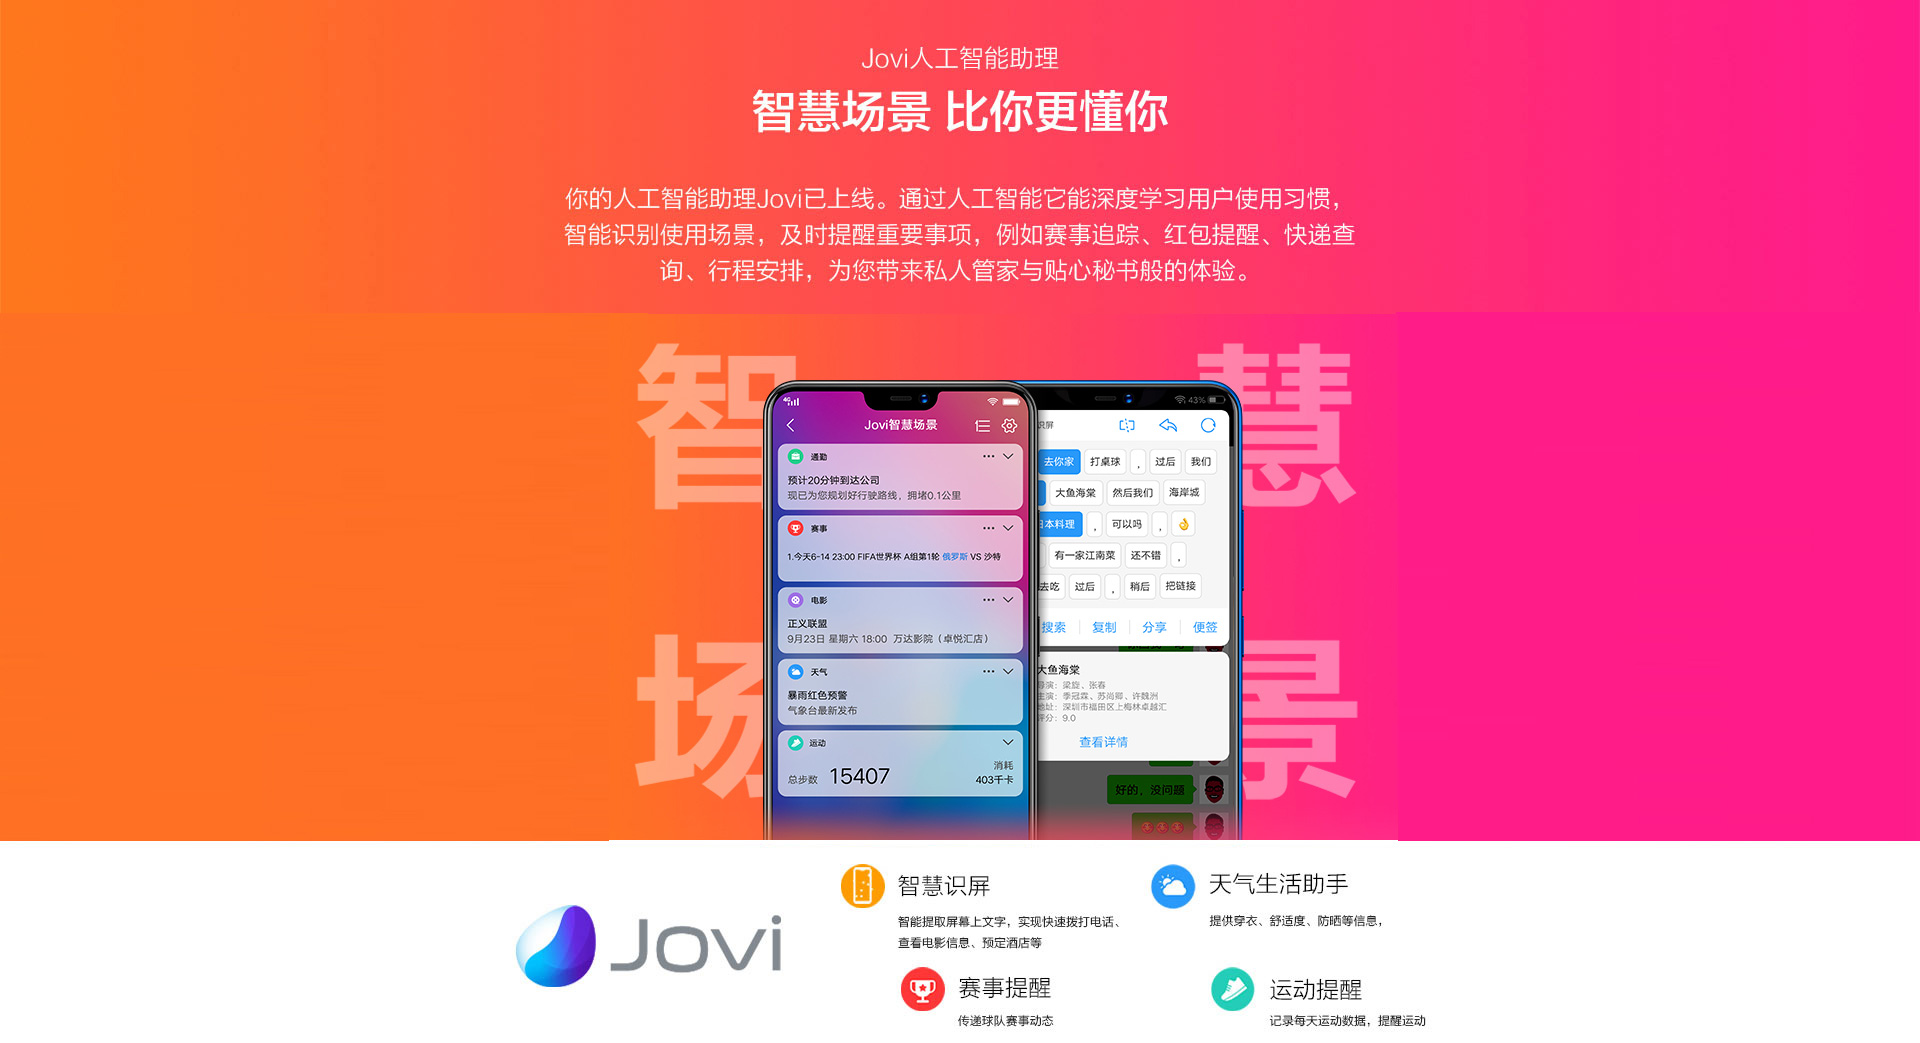 Jovi人工智能助理
智慧场景 比你更懂你
你的人工智能助理Jovi已上线。通过人工智能它能深度学习用户使用习惯，
智能识别使用场景，及时提醒重要事项，例如赛事追踪、红包提醒、快递查
询、行程安排，为您带来私人管家与贴心秘书般的体验。
智 慧
场 景
4G
Jovi智慧场景
通勤
预计20分钟到达公司
现已为您规划好行驶路线，拥堵0.1公里
赛事
1.今天6-14 23:00 FIFA世界杯 A组第1轮 俄罗斯 VS 沙特
电影
正义联盟
9月23日 星期六 18:00 万达影院（卓悦汇店）
天气
暴雨红色预警
气象台最新发布
运动
总步数 15407
消耗
403千卡
43%
识屏
去你家 打桌球 , 过后 我们
大鱼海棠 然后我们 海岸城
日本料理 , 可以吗 , 👌
有一家江南菜 还不错 ,
去吃 过后 , 稍后 把链接
搜索 复制 分享 便签
大鱼海棠
导演：梁旋、张春
主演：季冠霖、苏尚卿、许魏洲
地址：深圳市福田区上梅林卓越汇
评分：9.0
查看详情
好的，没问题
Jovi
智慧识屏
智能提取屏幕上文字，实现快速拨打电话、
查看电影信息、预定酒店等
天气生活助手
提供穿衣、舒适度、防晒等信息，
赛事提醒
传递球队赛事动态
运动提醒
记录每天运动数据，提醒运动